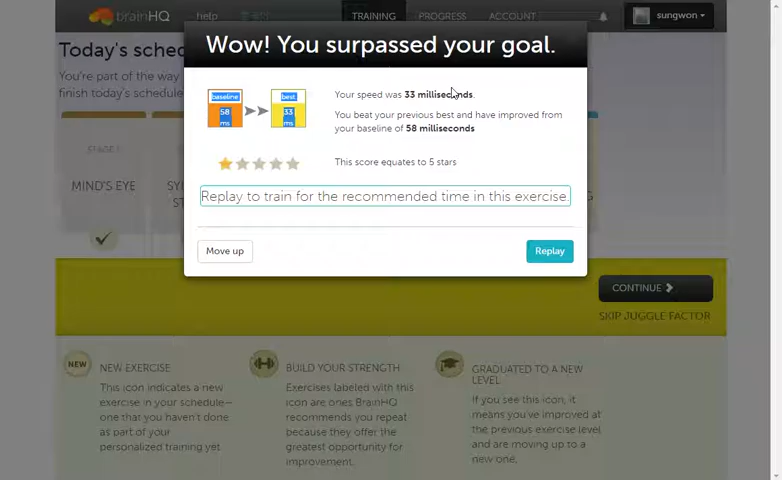 brainHQ help TRAINING PROGRESS ACCOUNT sungwon
Today's sched
You're part of the way
finish today's schedule
Wow! You surpassed your goal.
baseline
58
ms
best
33
ms
Your speed was 33 milliseconds.
You beat your previous best and have improved from
your baseline of 58 milliseconds
This score equates to 5 stars
Replay to train for the recommended time in this exercise.
Move up
Replay
STAGE 1
MIND'S EYE
CONTINUE
SKIP JUGGLE FACTOR
NEW
NEW EXERCISE
This icon indicates a new
exercise in your schedule—
one that you haven't done
as part of your
personalized training yet.
BUILD YOUR STRENGTH
Exercises labeled with this
icon are ones BrainHQ
recommends you repeat
because they offer the
greatest opportunity for
improvement.
GRADUATED TO A NEW
LEVEL
If you see this icon, it
means you've improved at
the previous exercise level
and are moving up to a
new one.